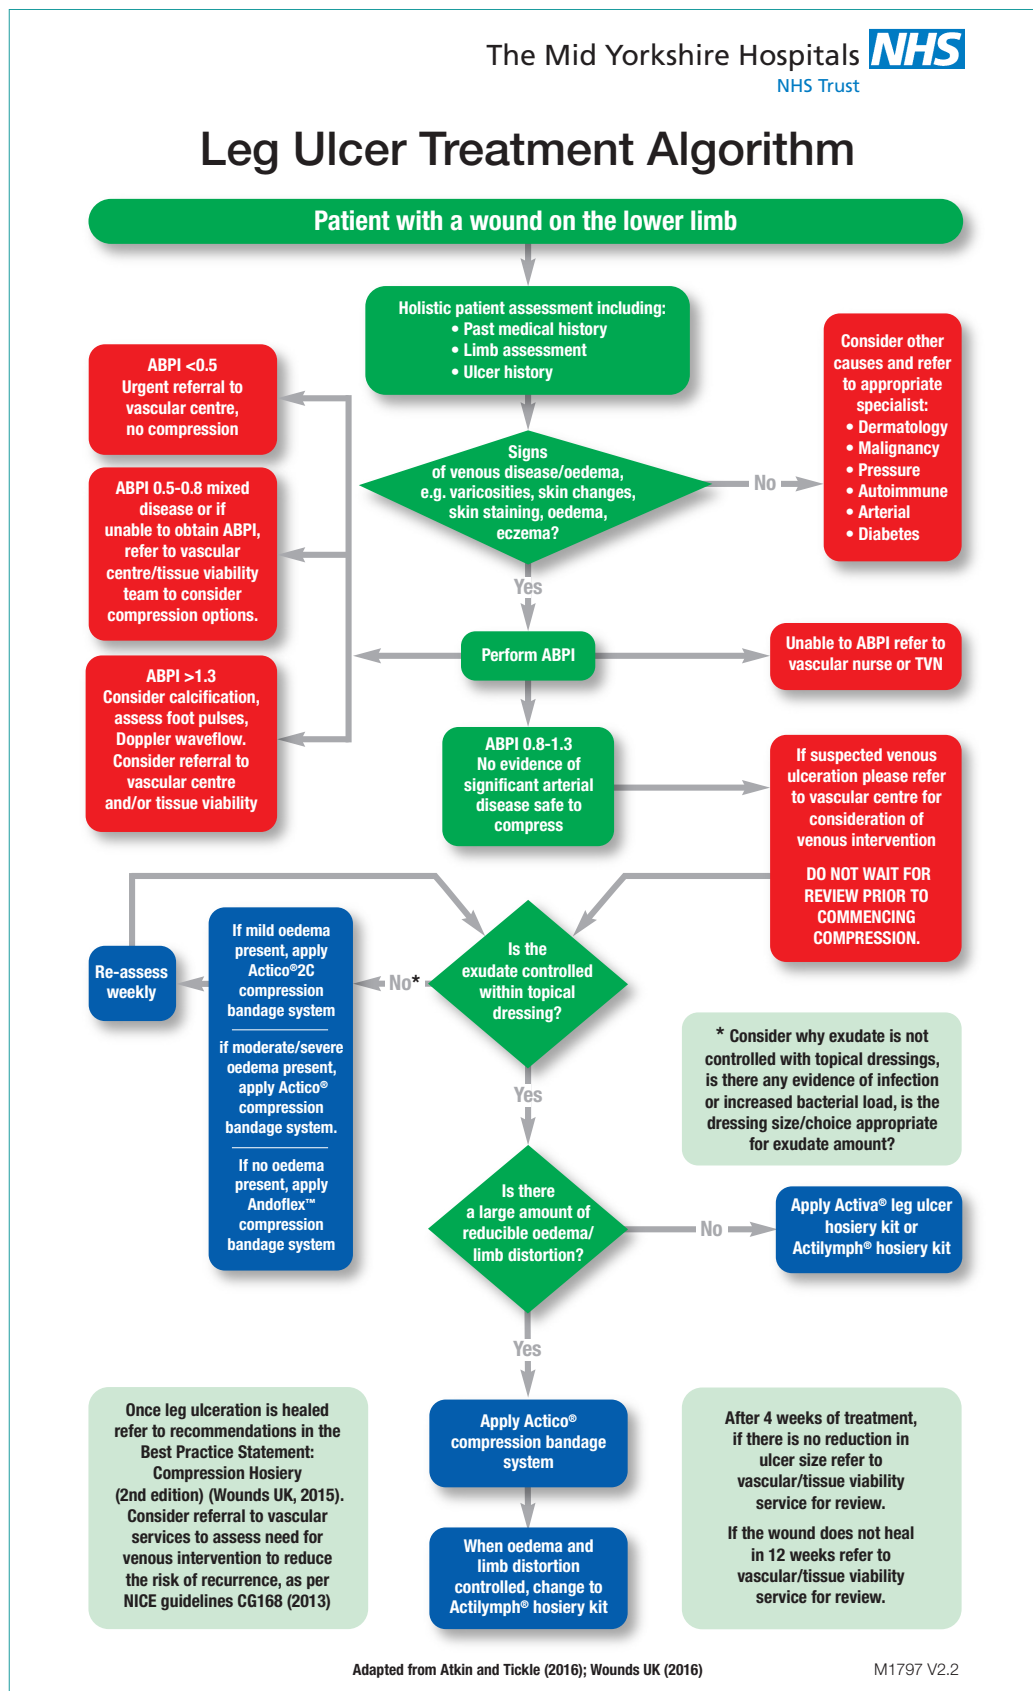 The Mid Yorkshire Hospitals NHS
NHS Trust
Leg Ulcer Treatment Algorithm
Patient with a wound on the lower limb
Holistic patient assessment including:
• Past medical history
• Limb assessment
• Ulcer history
Consider other
causes and refer
to appropriate
specialist:
• Dermatology
• Malignancy
• Pressure
• Autoimmune
• Arterial
• Diabetes
ABPI <0.5
Urgent referral to
vascular centre,
no compression
Signs
of venous disease/oedema,
e.g. varicosities, skin changes,
skin staining, oedema,
eczema?
No
ABPI 0.5-0.8 mixed
disease or if
unable to obtain ABPI,
refer to vascular
centre/tissue viability
team to consider
compression options.
Yes
Perform ABPI
Unable to ABPI refer to
vascular nurse or TVN
ABPI >1.3
Consider calcification,
assess foot pulses,
Doppler waveflow.
Consider referral to
vascular centre
and/or tissue viability
ABPI 0.8-1.3
No evidence of
significant arterial
disease safe to
compress
If suspected venous
ulceration please refer
to vascular centre for
consideration of
venous intervention
DO NOT WAIT FOR
REVIEW PRIOR TO
COMMENCING
COMPRESSION.
Is the
exudate controlled
within topical
dressing?
No*
If mild oedema
present, apply
Actico®2C
compression
bandage system
if moderate/severe
oedema present,
apply Actico®
compression
bandage system.
If no oedema
present, apply
Andoflex™
compression
bandage system
Re-assess
weekly
* Consider why exudate is not
controlled with topical dressings,
is there any evidence of infection
or increased bacterial load, is the
dressing size/choice appropriate
for exudate amount?
Yes
Is there
a large amount of
reducible oedema/
limb distortion?
No
Apply Activa® leg ulcer
hosiery kit or
Actilymph® hosiery kit
Yes
Apply Actico®
compression bandage
system
When oedema and
limb distortion
controlled, change to
Actilymph® hosiery kit
Once leg ulceration is healed
refer to recommendations in the
Best Practice Statement:
Compression Hosiery
(2nd edition) (Wounds UK, 2015).
Consider referral to vascular
services to assess need for
venous intervention to reduce
the risk of recurrence, as per
NICE guidelines CG168 (2013)
After 4 weeks of treatment,
if there is no reduction in
ulcer size refer to
vascular/tissue viability
service for review.
If the wound does not heal
in 12 weeks refer to
vascular/tissue viability
service for review.
Adapted from Atkin and Tickle (2016); Wounds UK (2016)
M1797 V2.2